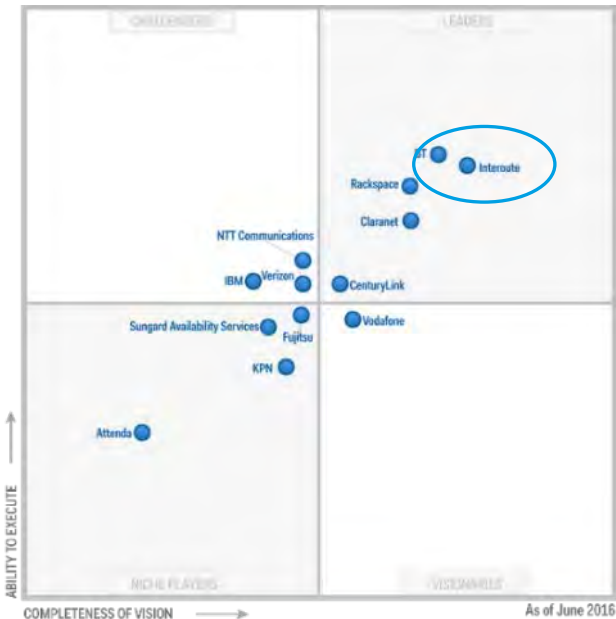 CHALLENGERS
LEADERS
BT
Interoute
Rackspace
Claranet
NTT Communications
IBM
Verizon
CenturyLink
Sungard Availability Services
Fujitsu
Vodafone
KPN
Attenda
ABILITY TO EXECUTE
NICHE PLAYERS
VISIONARIES
COMPLETENESS OF VISION
As of June 2016